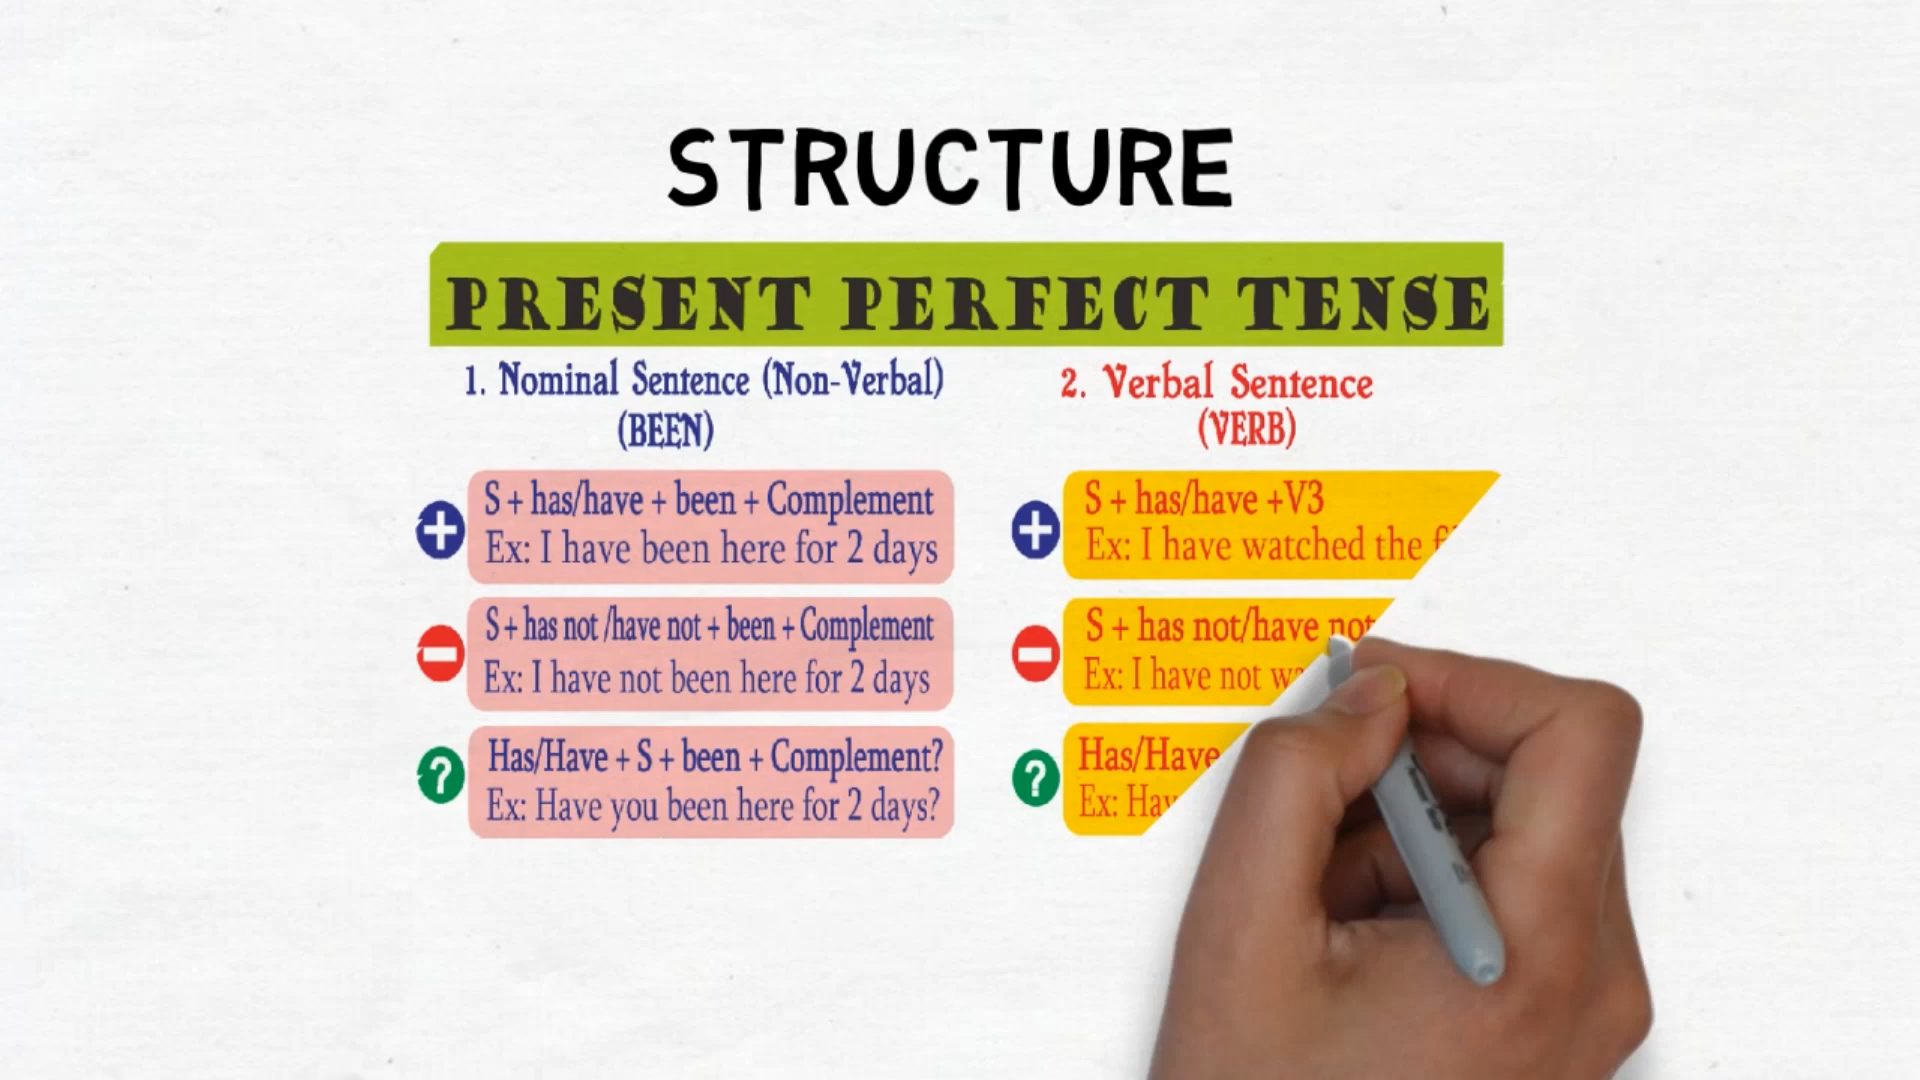 STRUCTURE
PRESENT PERFECT TENSE
1. Nominal Sentence (Non-Verbal)
(BEEN)
S + has/have + been + Complement
Ex: I have been here for 2 days
S + has not /have not + been + Complement
Ex: I have not been here for 2 days
Has/Have + S + been + Complement?
Ex: Have you been here for 2 days?
2. Verbal Sentence
(VERB)
S + has/have +V3
Ex: I have watched the
S + has not/have not
Ex: I have not
Has/Have
Ex: